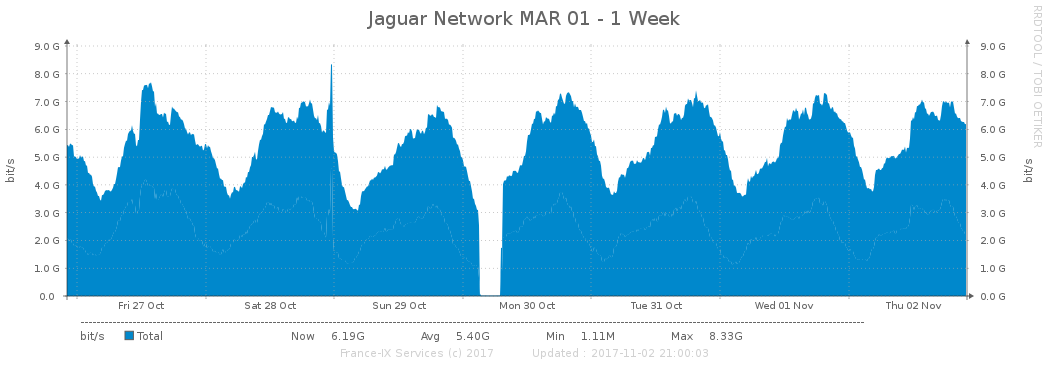 Jaguar Network MAR 01 - 1 Week
RRDTOOL / TOBI OETIKER
bit/s
9.0 G 9.0 G
8.0 G 8.0 G
7.0 G 7.0 G
6.0 G 6.0 G
5.0 G 5.0 G
4.0 G 4.0 G
3.0 G 3.0 G
2.0 G 2.0 G
1.0 G 1.0 G
0.0 0.0 G
bit/s
Fri 27 Oct Sat 28 Oct Sun 29 Oct Mon 30 Oct Tue 31 Oct Wed 01 Nov Thu 02 Nov
bit/s Total Now 6.19G Avg 5.40G Min 1.11M Max 8.33G
France-IX Services (c) 2017 Updated : 2017-11-02 21:00:03